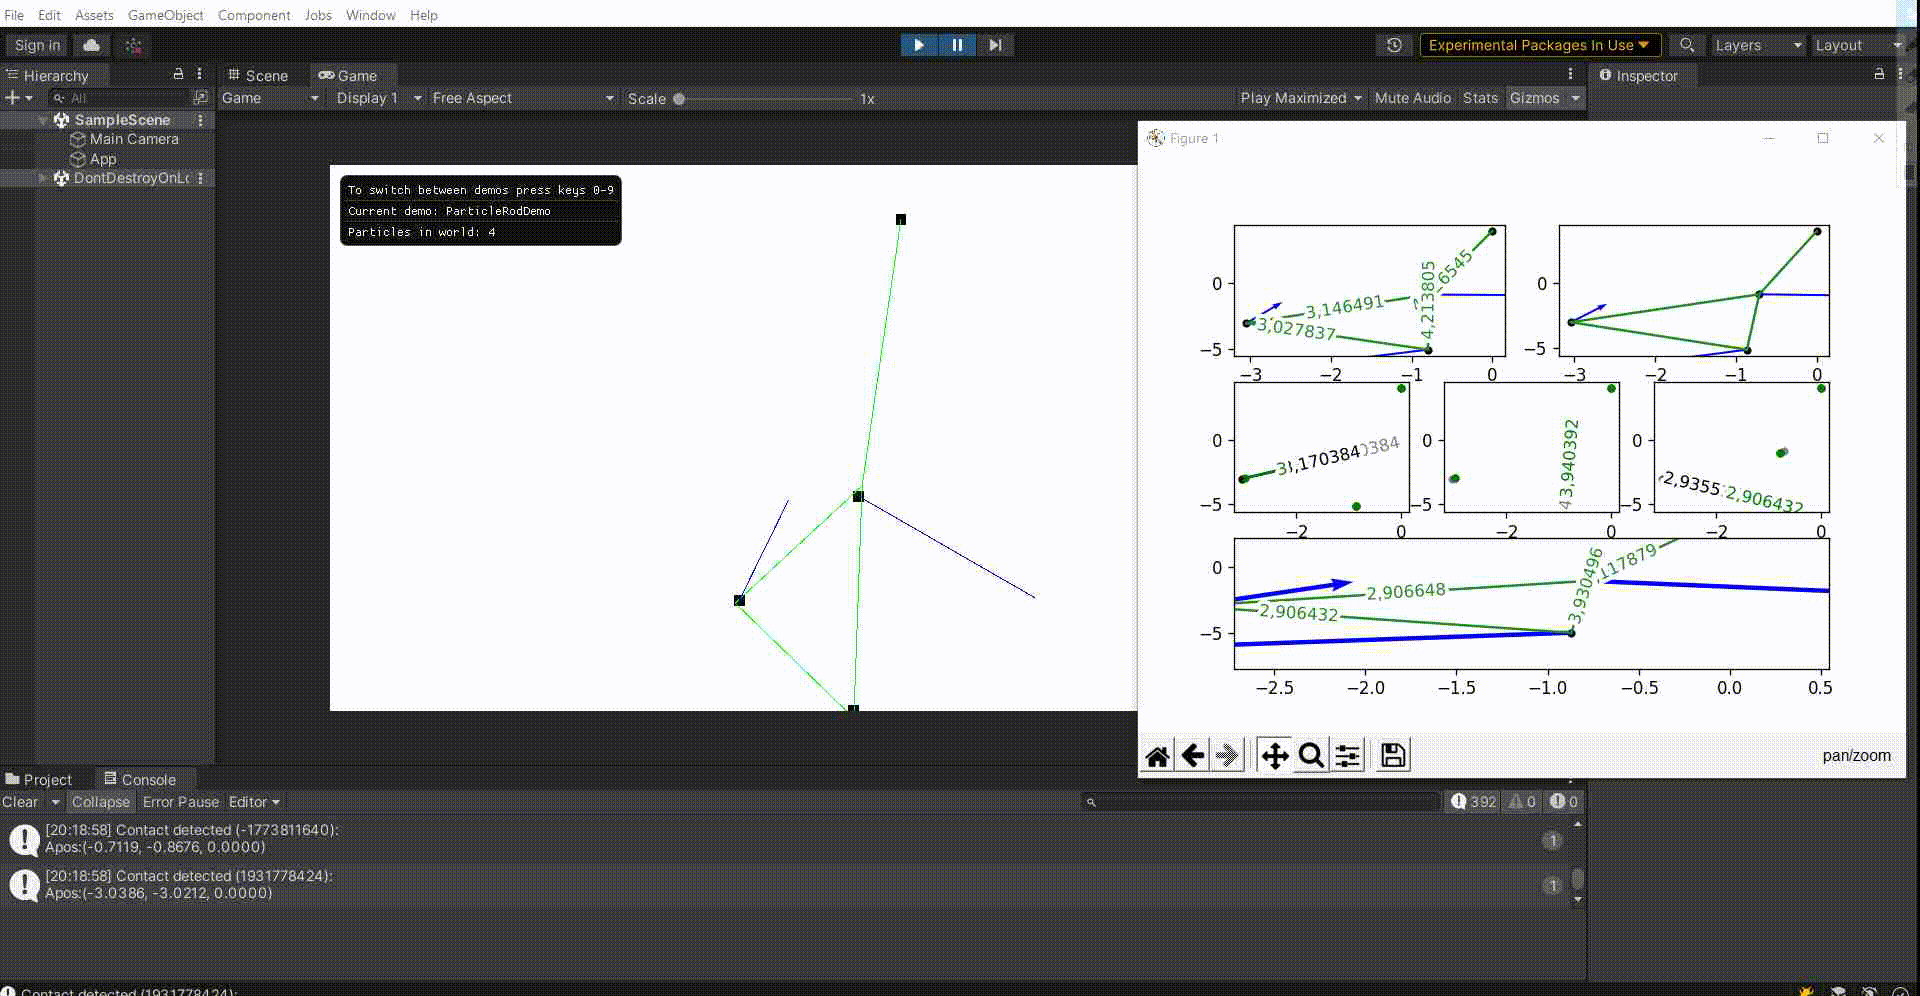 File Edit Assets GameObject Component Jobs Window Help
Sign in Experimental Packages In Use Layers Layout
Hierarchy Scene Game Inspector
All Game Display 1 Free Aspect Scale 1x Play Maximized Mute Audio Stats Gizmos
SampleScene
Main Camera
App
DontDestroyOnLo
To switch between demos press keys 0-9
Current demo: ParticleRodDemo
Particles in world: 4
Figure 1
0
−5
−3 −2 −1 0
3,146491
3,027837
4,213805
6545
0
−5
−3 −2 −1 0
0
−5
−2 0
3,170384
0384
0
−5
−2 0
3,940392
0
−5
−2 0
2,9355
2,906432
0
−5
−2.5 −2.0 −1.5 −1.0 −0.5 0.0 0.5
2,906648
2,906432
3,930496
117879
pan/zoom
Project Console
Clear Collapse Error Pause Editor 392 0 0
[20:18:58] Contact detected (-1773811640):
Apos:(-0.7119, -0.8676, 0.0000)
1
[20:18:58] Contact detected (1931778424):
Apos:(-3.0386, -3.0212, 0.0000)
1
Contact detected (1931778424):